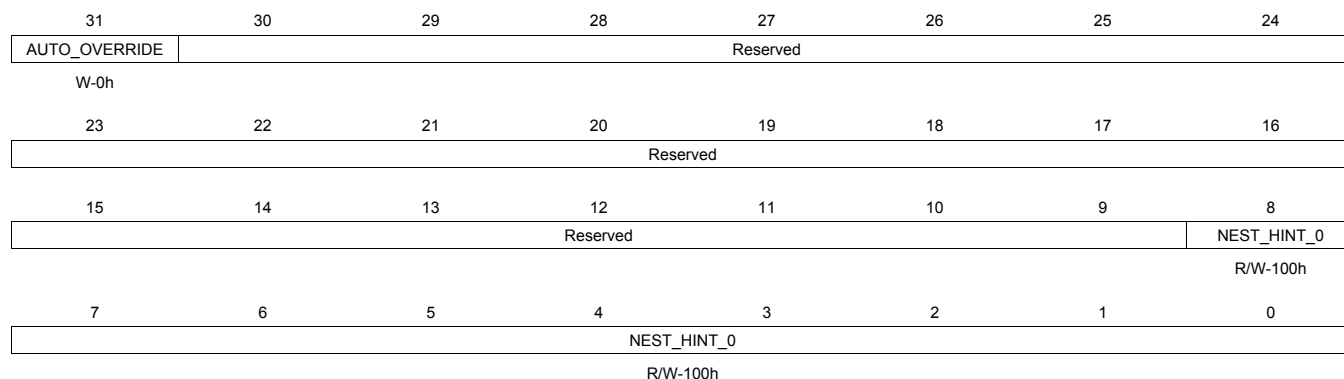 31 30 29 28 27 26 25 24
AUTO_OVERRIDE Reserved
W-0h
23 22 21 20 19 18 17 16
Reserved
15 14 13 12 11 10 9 8
Reserved NEST_HINT_0
R/W-100h
7 6 5 4 3 2 1 0
NEST_HINT_0
R/W-100h